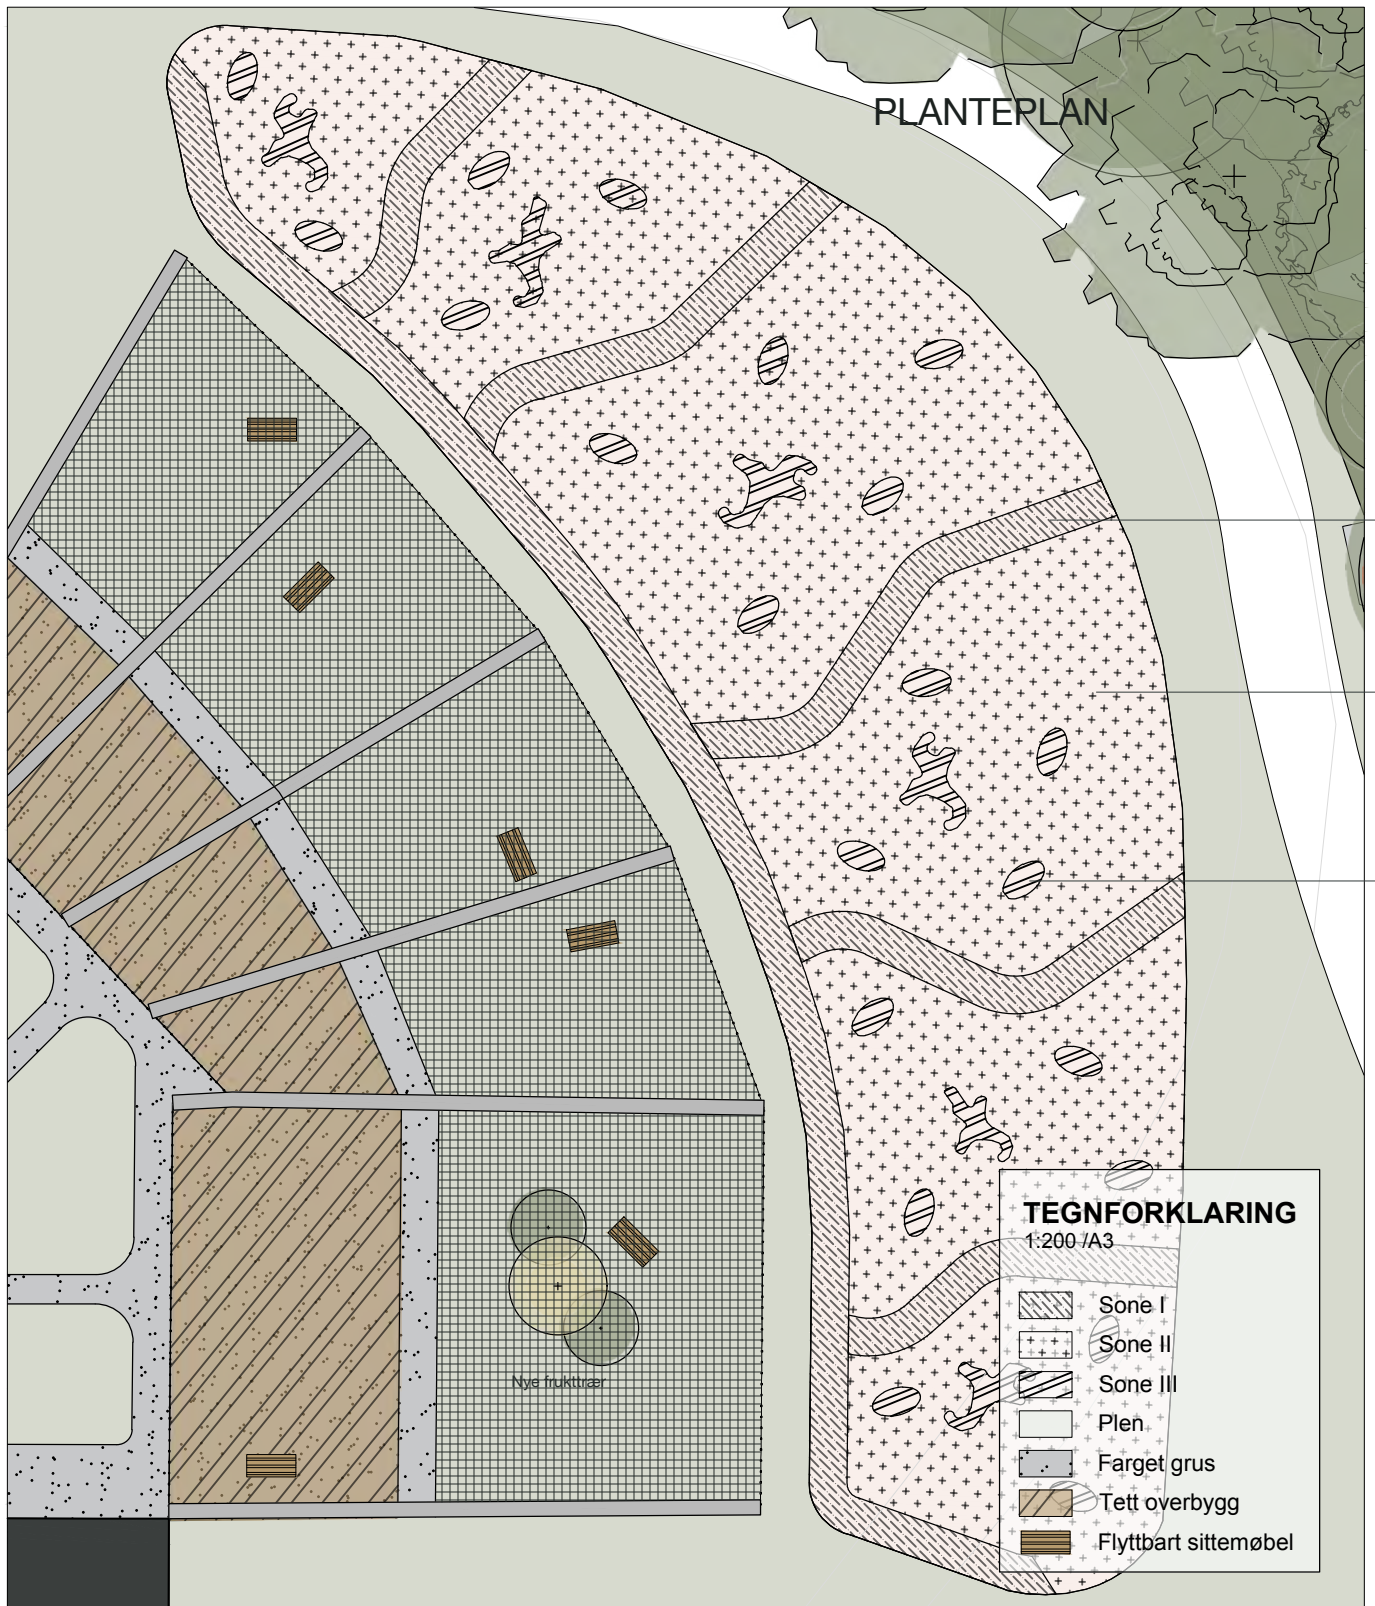 PLANTEPLAN
Nye frukttrær
TEGNFORKLARING
1:200 /A3
Sone I
Sone II
Sone III
Plen
Farget grus
Tett overbygg
Flyttbart sittemøbel